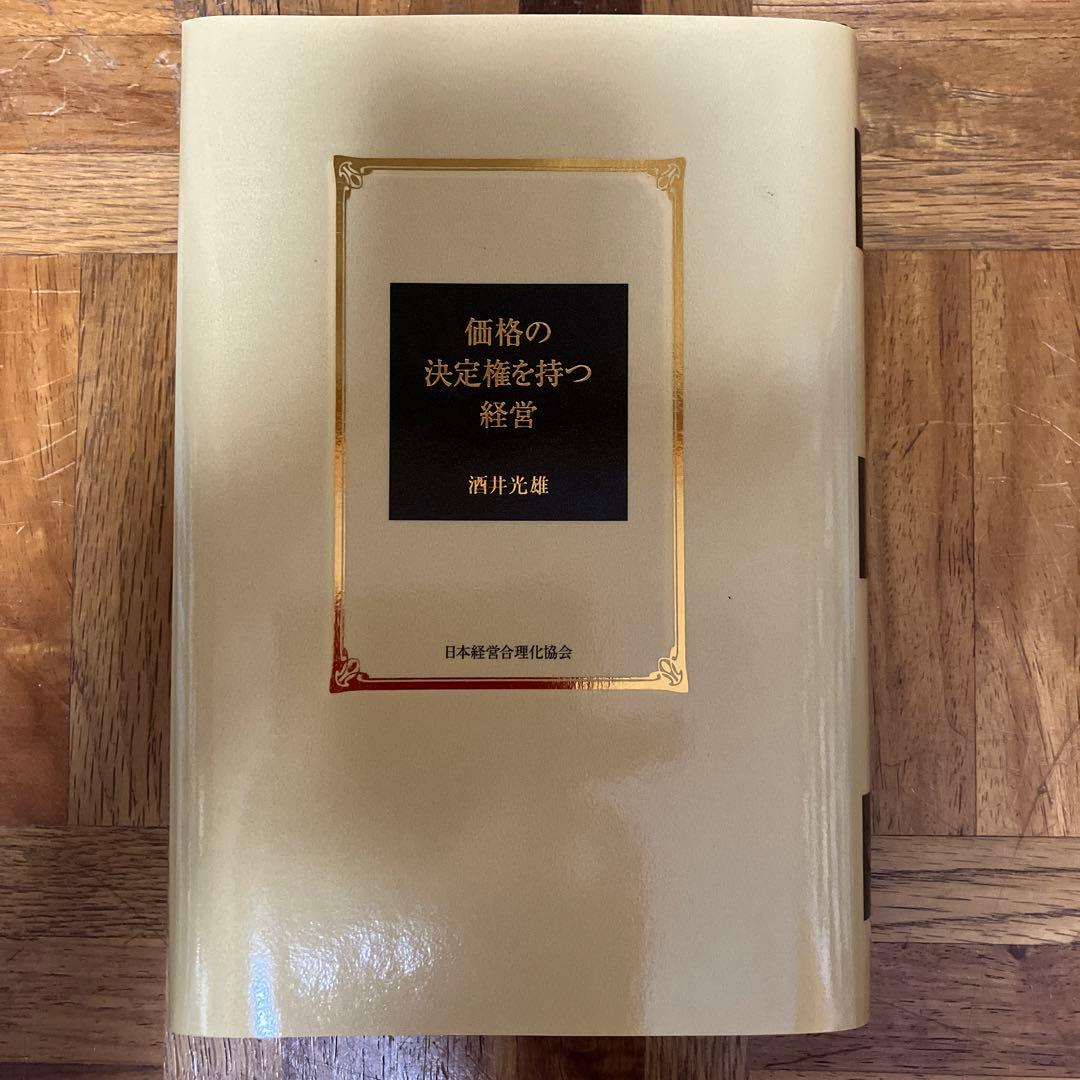 価格の
決定権を持つ
経営
酒井光雄
日本経営合理化協会